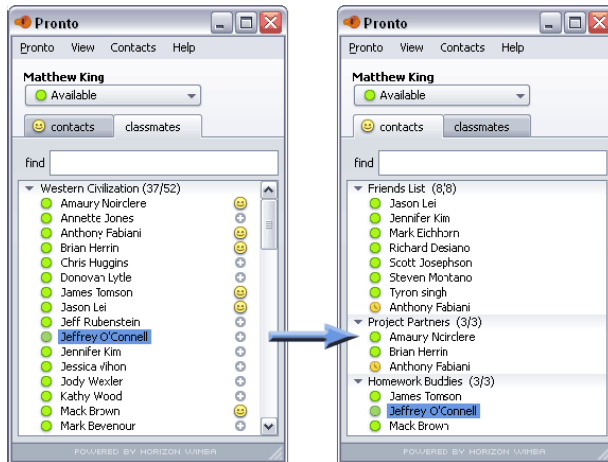 Pronto
Pronto View Contacts Help
Matthew King
Available
contacts classmates
find
Western Civilization (37/52)
Amaury Noirclere
Annette Jones
Anthony Fabiani
Brian Herrin
Chris Huggins
Donovan Lytle
James Tomson
Jason Lei
Jeff Rubenstein
Jeffrey O'Connell
Jennifer Kim
Jessica Vihon
Jody Wexler
Kathy Wood
Mack Brown
Mark Bevenour
POWERED BY HORIZON WIMBA
Pronto
Pronto View Contacts Help
Matthew King
Available
contacts classmates
find
Friends List (8/8)
Jason Lei
Jennifer Kim
Mark Eichhorn
Richard Desiano
Scott Josephson
Steven Montano
Tyron singh
Anthony Fabiani
Project Partners (3/3)
Amaury Noirclere
Brian Herrin
Anthony Fabiani
Homework Buddies (3/3)
James Tomson
Jeffrey O'Connell
Mack Brown
POWERED BY HORIZON WIMBA